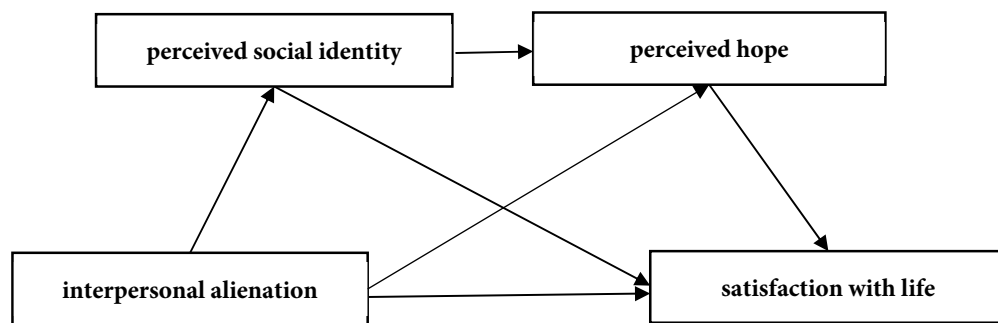 perceived social identity
perceived hope
interpersonal alienation
satisfaction with life